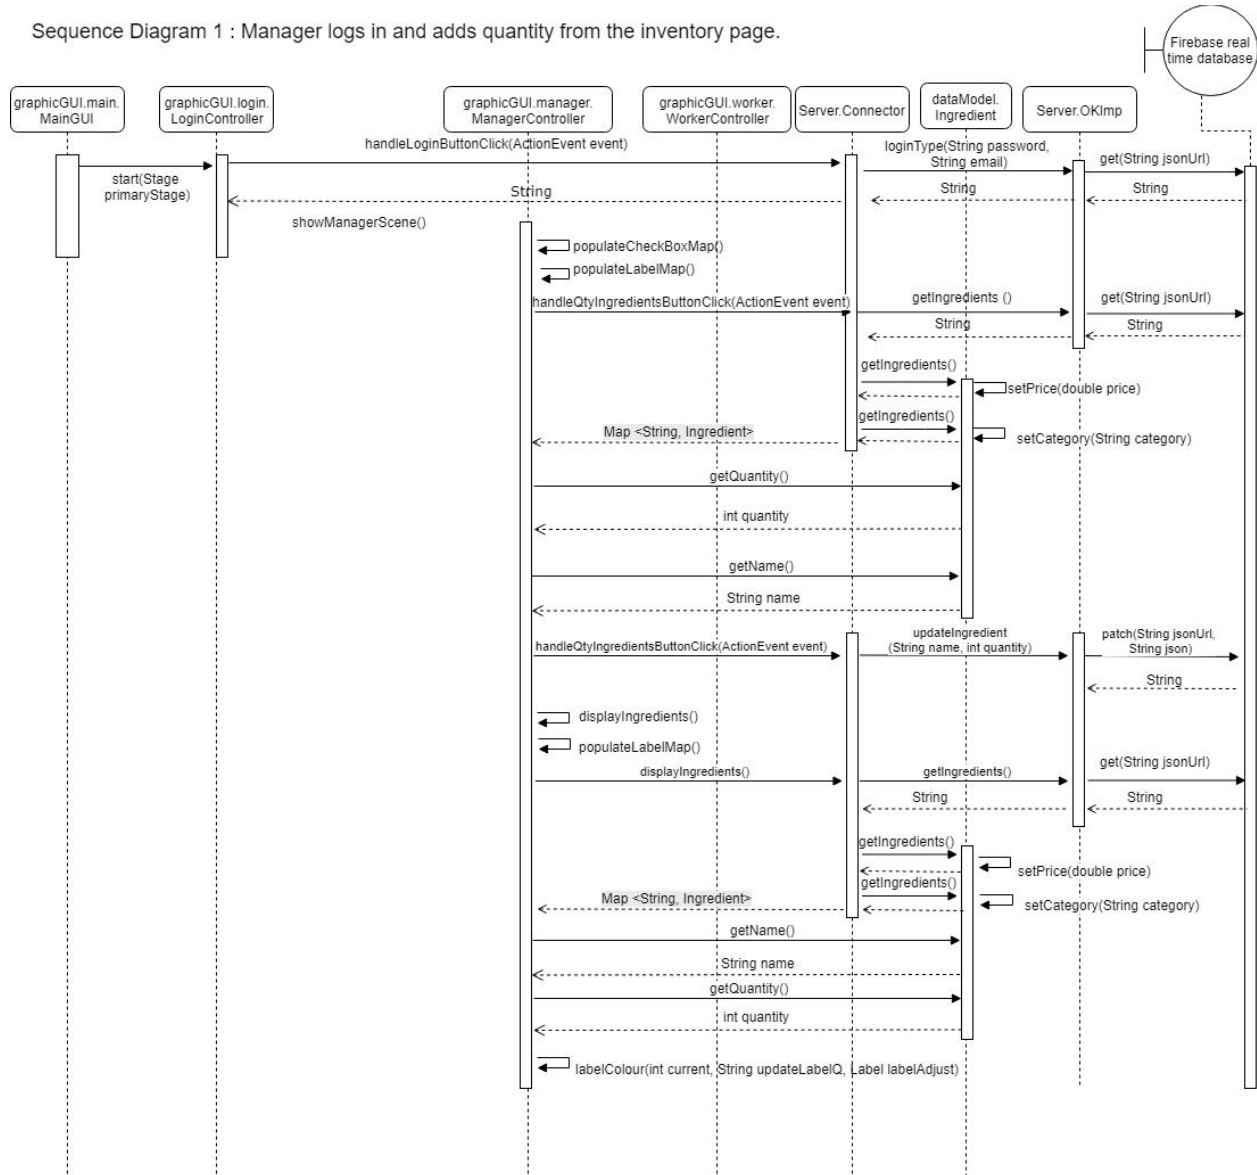 Sequence Diagram 1 : Manager logs in and adds quantity from the inventory page.
Firebase real
time database
graphicGUI.main.
MainGUI
graphicGUI.login.
LoginController
graphicGUI.manager.
ManagerController
graphicGUI.worker.
WorkerController
Server.Connector
dataModel.
Ingredient
Server.OKImp
handleLoginButtonClick(ActionEvent event)
loginType(String password,
String email)
get(String jsonUrl)
start(Stage
primaryStage)
String
String
String
showManagerScene()
populateCheckBoxMap()
populateLabelMap()
handleQtyIngredientsButtonClick(ActionEvent event)
getIngredients ()
get(String jsonUrl)
String
String
getIngredients()
setPrice(double price)
getIngredients()
Map <String, Ingredient>
setCategory(String category)
getQuantity()
int quantity
getName()
String name
handleQtyIngredientsButtonClick(ActionEvent event)
updateIngredient
(String name, int quantity)
patch(String jsonUrl,
String json)
String
displayIngredients()
populateLabelMap()
displayIngredients()
getIngredients()
get(String jsonUrl)
String
String
getIngredients()
setPrice(double price)
getIngredients()
Map <String, Ingredient>
setCategory(String category)
getName()
String name
getQuantity()
int quantity
labelColour(int current, String updateLabelQ, Label labelAdjust)